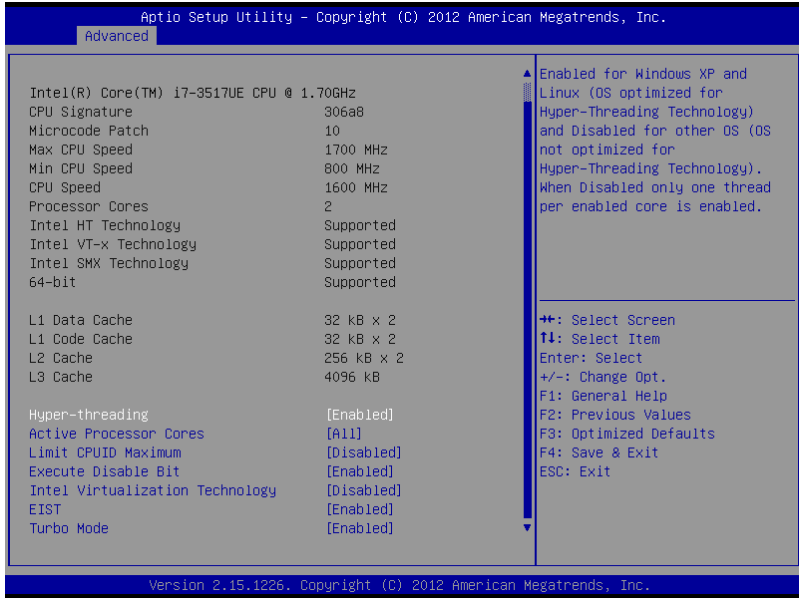 Aptio Setup Utility – Copyright (C) 2012 American Megatrends, Inc.
Advanced
Intel(R) Core(TM) i7-3517UE CPU @ 1.70GHz
CPU Signature 306a8
Microcode Patch 10
Max CPU Speed 1700 MHz
Min CPU Speed 800 MHz
CPU Speed 1600 MHz
Processor Cores 2
Intel HT Technology Supported
Intel VT-x Technology Supported
Intel SMX Technology Supported
64-bit Supported
L1 Data Cache 32 kB x 2
L1 Code Cache 32 kB x 2
L2 Cache 256 kB x 2
L3 Cache 4096 kB
Hyper-threading [Enabled]
Active Processor Cores [All]
Limit CPUID Maximum [Disabled]
Execute Disable Bit [Enabled]
Intel Virtualization Technology [Disabled]
EIST [Enabled]
Turbo Mode [Enabled]
Enabled for Windows XP and
Linux (OS optimized for
Hyper-Threading Technology)
and Disabled for other OS (OS
not optimized for
Hyper-Threading Technology).
When Disabled only one thread
per enabled core is enabled.
→←: Select Screen
↑↓: Select Item
Enter: Select
+/-: Change Opt.
F1: General Help
F2: Previous Values
F3: Optimized Defaults
F4: Save & Exit
ESC: Exit
Version 2.15.1226. Copyright (C) 2012 American Megatrends, Inc.